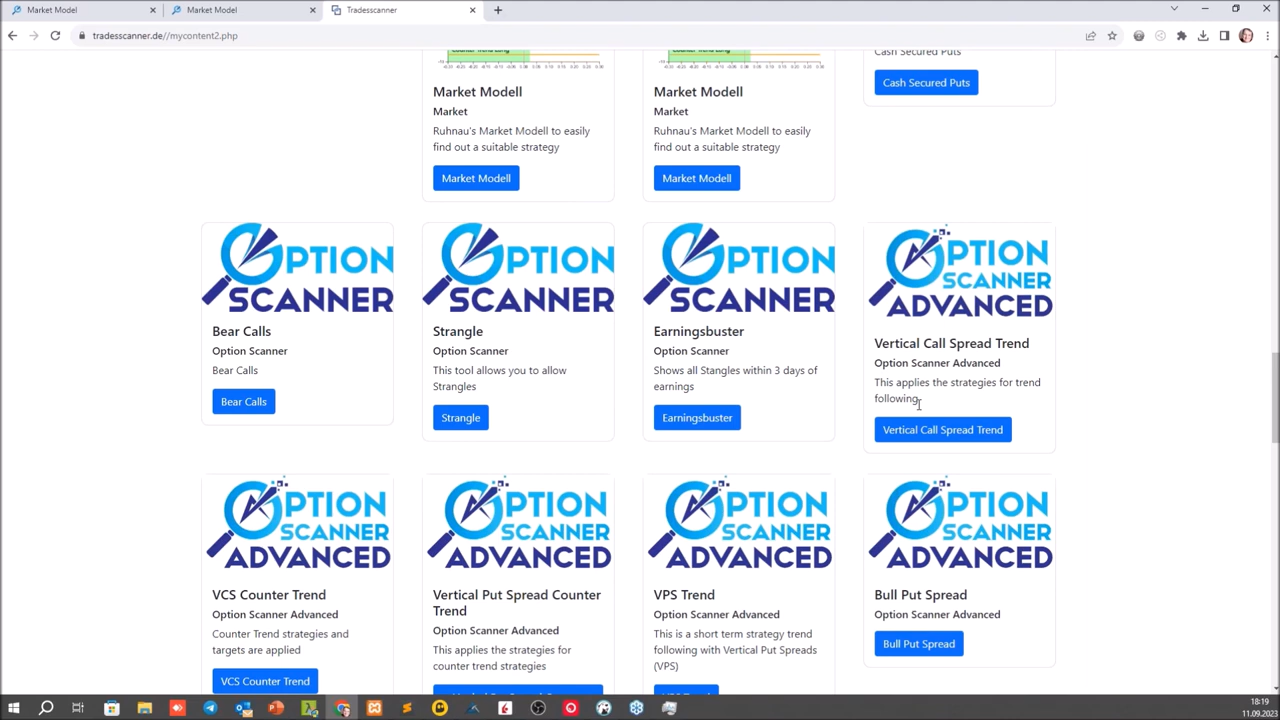 Market Model
Market Model
Tradesscanner
tradesscanner.de//mycontent2.php
Market Modell
Market
Ruhnau's Market Modell to easily
find out a suitable strategy
Market Modell
Market Modell
Market
Ruhnau's Market Modell to easily
find out a suitable strategy
Market Modell
Cash Secured Puts
Cash Secured Puts
OPTION
SCANNER
Bear Calls
Option Scanner
Bear Calls
Bear Calls
OPTION
SCANNER
Strangle
Option Scanner
This tool allows you to allow
Strangles
Strangle
OPTION
SCANNER
Earningsbuster
Option Scanner
Shows all Stangles within 3 days of
earnings
Earningsbuster
OPTION
SCANNER
ADVANCED
Vertical Call Spread Trend
Option Scanner Advanced
This applies the strategies for trend
following
Vertical Call Spread Trend
OPTION
SCANNER
ADVANCED
VCS Counter Trend
Option Scanner Advanced
Counter Trend strategies and
targets are applied
VCS Counter Trend
OPTION
SCANNER
ADVANCED
Vertical Put Spread Counter
Trend
Option Scanner Advanced
This applies the strategies for
counter trend strategies
OPTION
SCANNER
ADVANCED
VPS Trend
Option Scanner Advanced
This is a short term strategy trend
following with Vertical Put Spreads
(VPS)
OPTION
SCANNER
ADVANCED
Bull Put Spread
Option Scanner Advanced
Bull Put Spread
18:19
11.09.2023